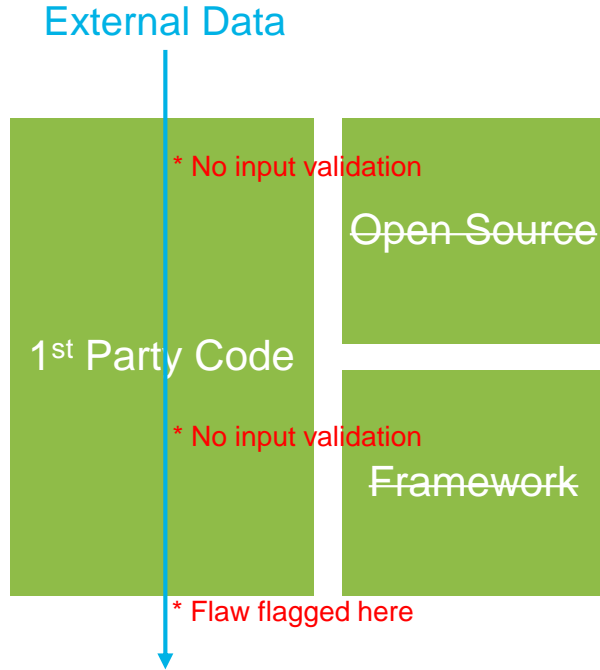 External Data
* No input validation
Open Source
1st Party Code
* No input validation
Framework
* Flaw flagged here